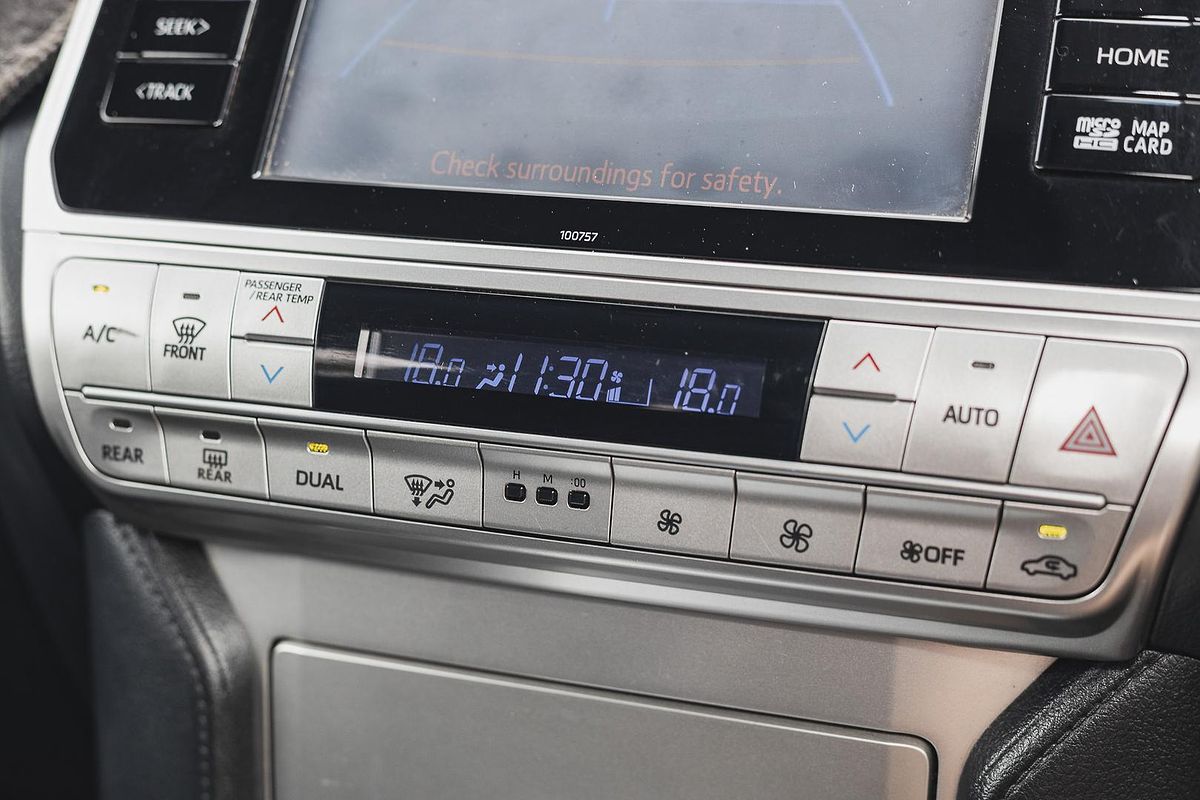 SEEK>
<TRACK
HOME
micro SD HC MAP CARD
Check surroundings for safety.
100757
A/C
FRONT
PASSENGER
/REAR TEMP
18.0 11:30 18.0
AUTO
REAR
REAR
DUAL
H M :00
OFF